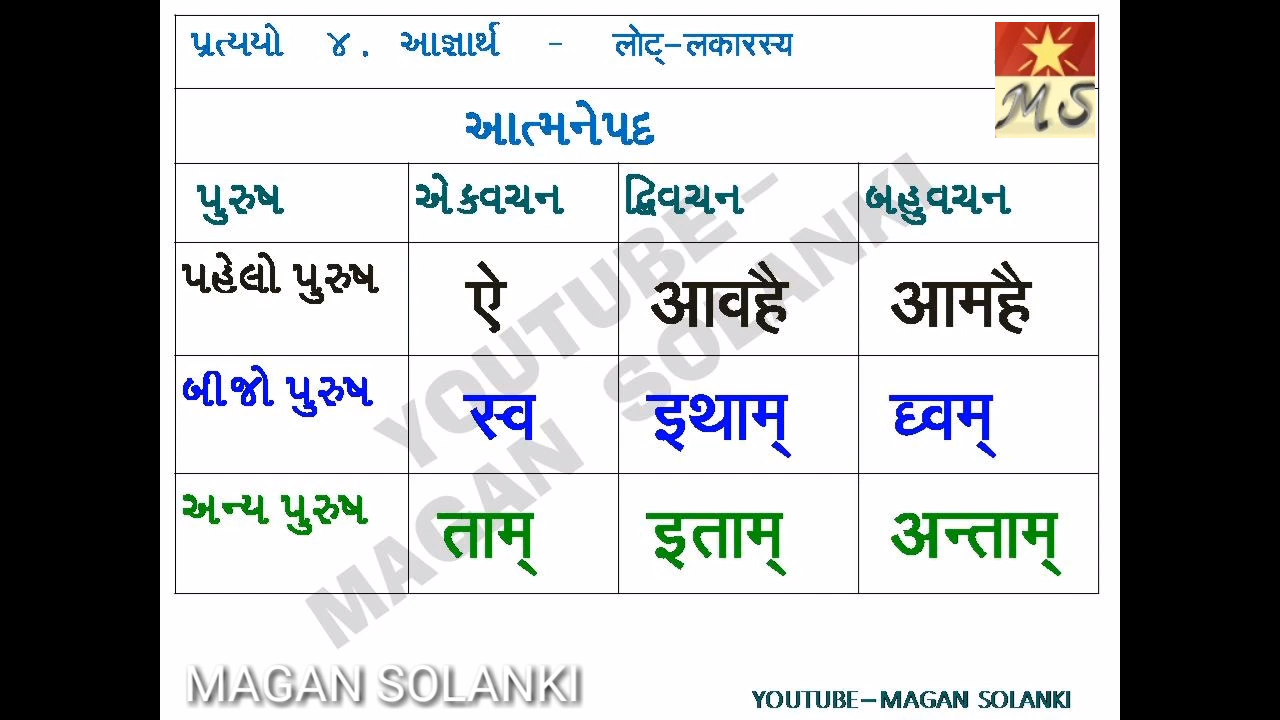 પ્રત્યયો ૪. આજ્ઞાર્થ - लोट्-लकारस्य
MS
આત્મનેપદ
પુરુષ એકવચન દ્વિવચન બહુવચન
પહેલો પુરુષ ऐ आवहै आमहै
બીજો પુરુષ स्व इथाम् घ्वम्
અન્ય પુરુષ ताम् इताम् अन्ताम्
YOUTUBE-
MAGAN SOLANKI
MAGAN SOLANKI
YOUTUBE-MAGAN SOLANKI